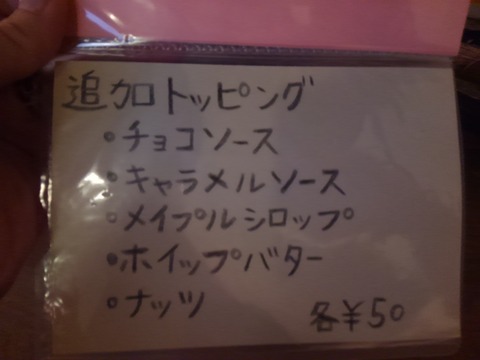 追加トッピング
・チョコソース
・キャラメルソース
・メイプルシロップ
・ホイップバター
・ナッツ
各¥50